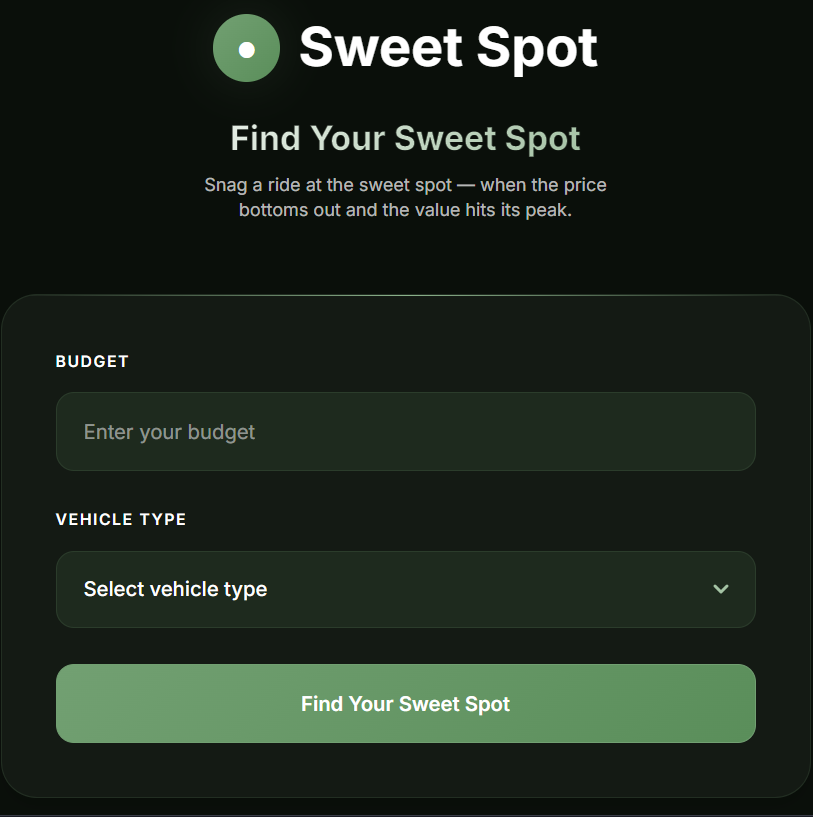 Sweet Spot
Find Your Sweet Spot
Snag a ride at the sweet spot — when the price
bottoms out and the value hits its peak.
BUDGET
Enter your budget
VEHICLE TYPE
Select vehicle type
Find Your Sweet Spot